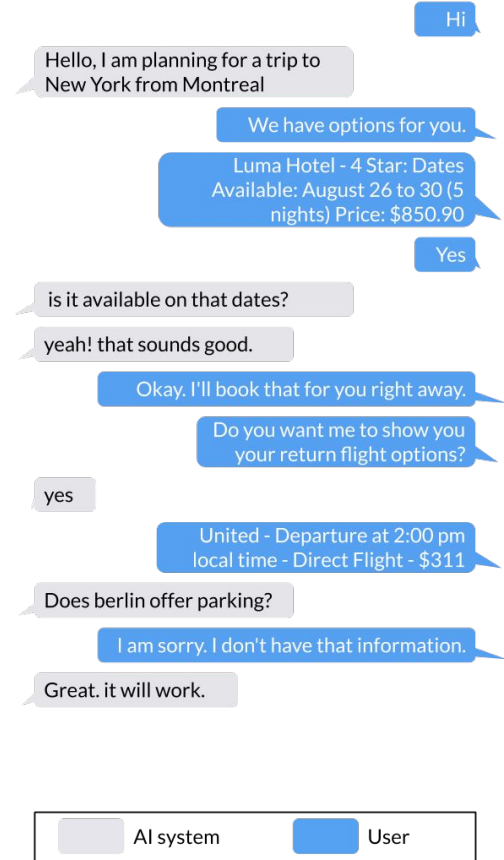 Hi
Hello, I am planning for a trip to
New York from Montreal
We have options for you.
Luma Hotel - 4 Star: Dates
Available: August 26 to 30 (5
nights) Price: $850.90
Yes
is it available on that dates?
yeah! that sounds good.
Okay. I'll book that for you right away.
Do you want me to show you
your return flight options?
yes
United - Departure at 2:00 pm
local time - Direct Flight - $311
Does berlin offer parking?
I am sorry. I don't have that information.
Great. it will work.
AI system
User